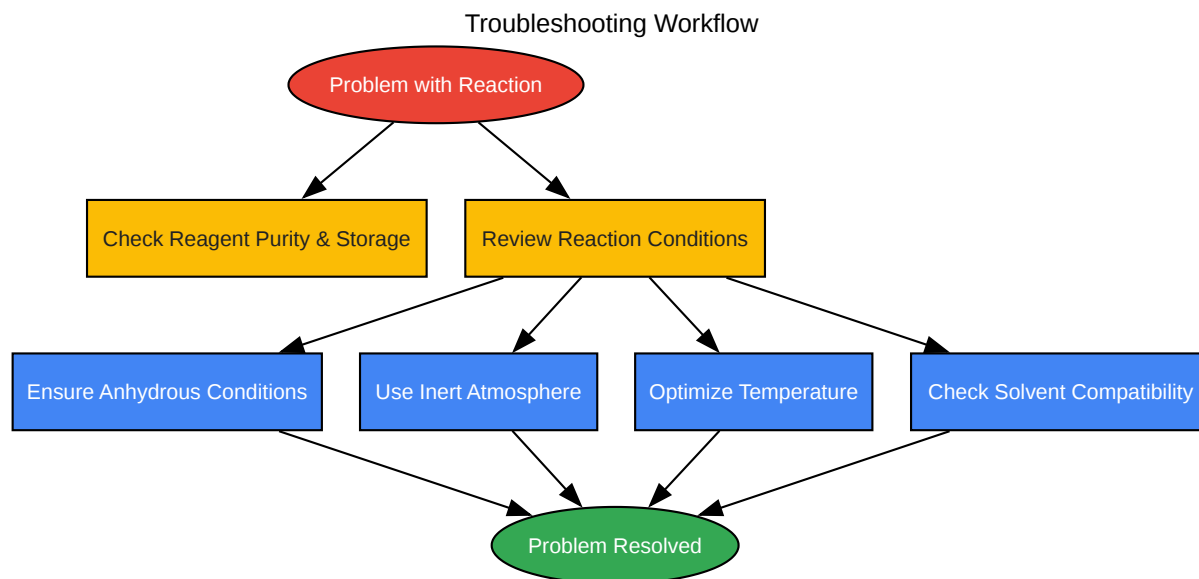 Troubleshooting Workflow
Problem with Reaction
Check Reagent Purity & Storage
Review Reaction Conditions
Ensure Anhydrous Conditions
Use Inert Atmosphere
Optimize Temperature
Check Solvent Compatibility
Problem Resolved